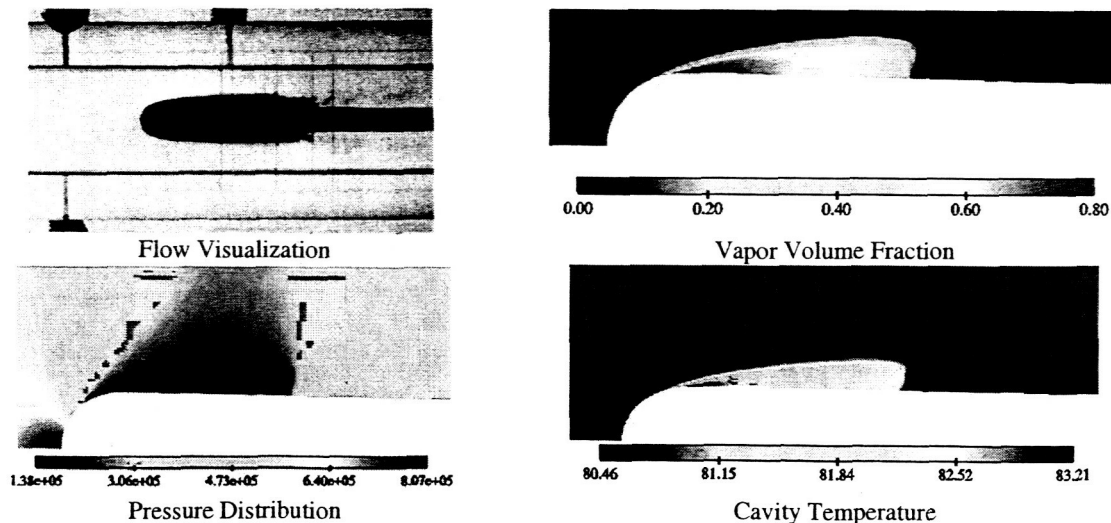 Flow Visualization
0.00 0.20 0.40 0.60 0.80
Vapor Volume Fraction
1.38e+05 3.06e+05 4.73e+05 6.40e+05 8.07e+05
Pressure Distribution
80.46 81.15 81.84 82.52 83.21
Cavity Temperature